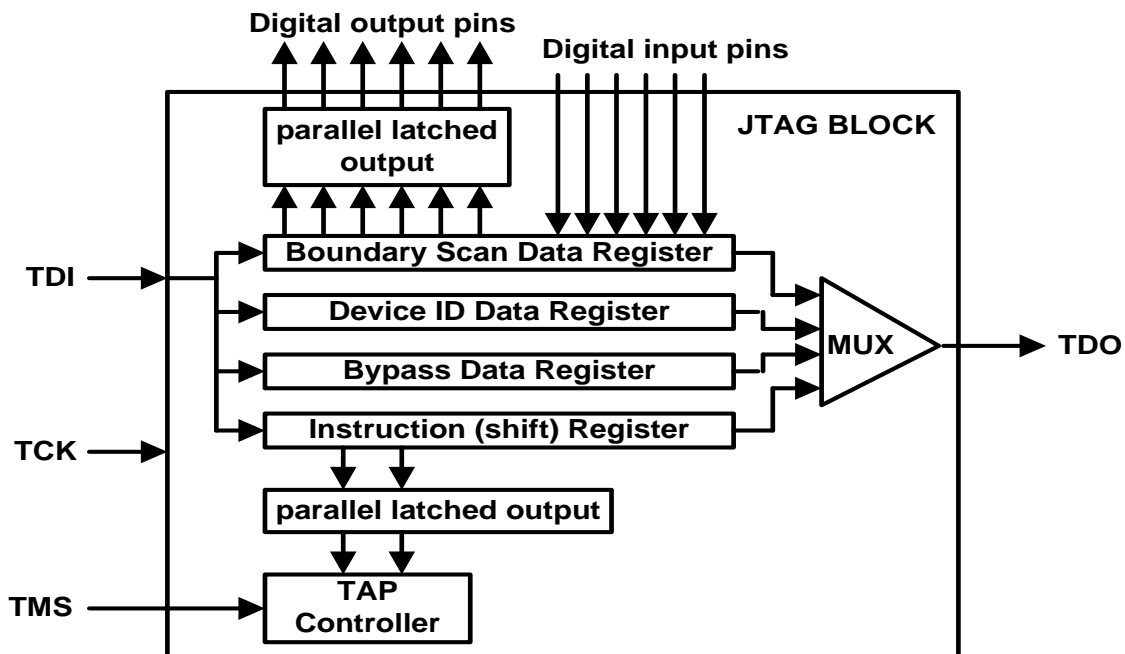 Digital output pins
Digital input pins
JTAG BLOCK
parallel latched
output
Boundary Scan Data Register
TDI
Device ID Data Register
MUX
TDO
Bypass Data Register
Instruction (shift) Register
TCK
parallel latched output
TAP
Controller
TMS